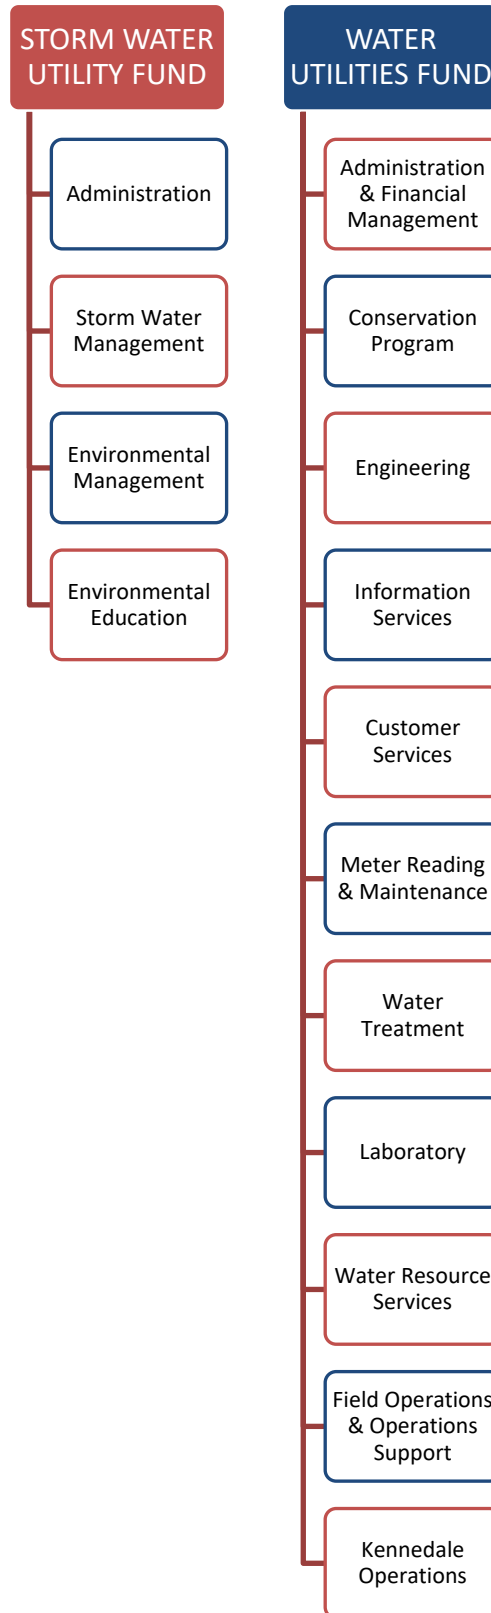 STORM WATER
UTILITY FUND
Administration
Storm Water
Management
Environmental
Management
Environmental
Education
WATER
UTILITIES FUND
Administration
& Financial
Management
Conservation
Program
Engineering
Information
Services
Customer
Services
Meter Reading
& Maintenance
Water
Treatment
Laboratory
Water Resource
Services
Field Operations
& Operations
Support
Kennedale
Operations